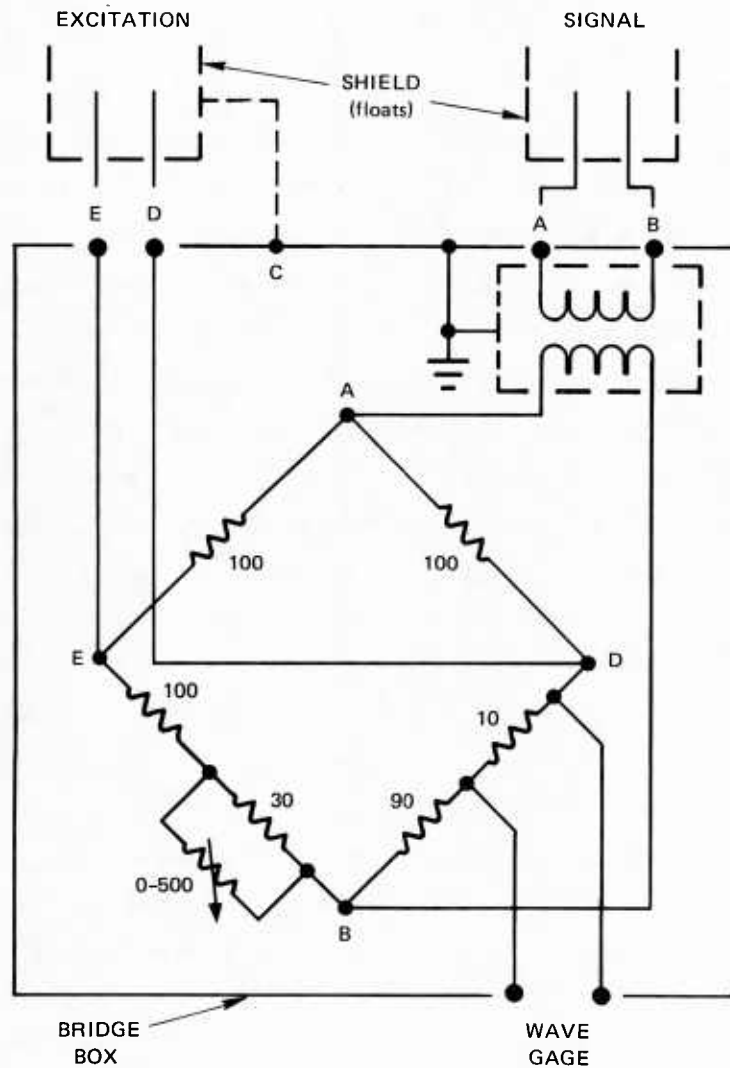 EXCITATION
SIGNAL
SHIELD
(floats)
E
D
A
B
C
A
100
100
E
D
100
10
30
90
0-500
B
BRIDGE
BOX
WAVE
GAGE